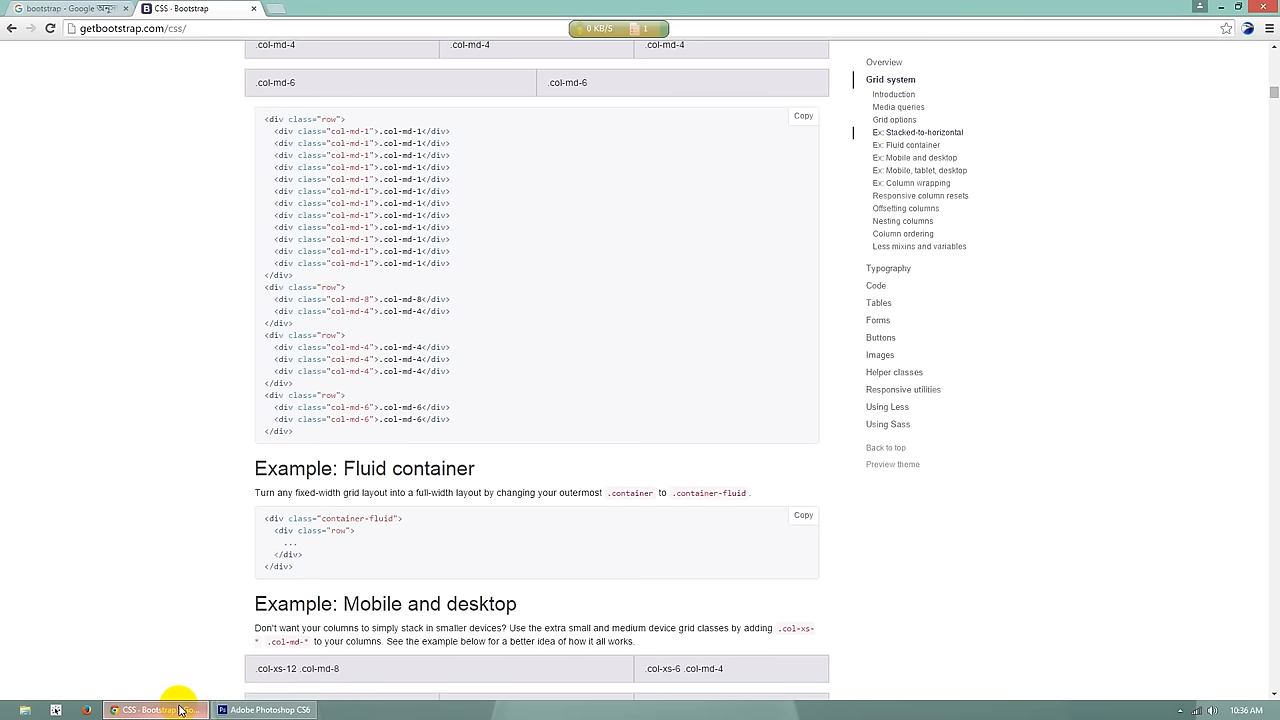 bootstrap - Google অনুস
CSS · Bootstrap
getbootstrap.com/css/
0 KB/S
1
.col-md-4
.col-md-4
.col-md-4
.col-md-6
.col-md-6
Copy
<div class="row">
<div class="col-md-1">.col-md-1</div>
<div class="col-md-1">.col-md-1</div>
<div class="col-md-1">.col-md-1</div>
<div class="col-md-1">.col-md-1</div>
<div class="col-md-1">.col-md-1</div>
<div class="col-md-1">.col-md-1</div>
<div class="col-md-1">.col-md-1</div>
<div class="col-md-1">.col-md-1</div>
<div class="col-md-1">.col-md-1</div>
<div class="col-md-1">.col-md-1</div>
<div class="col-md-1">.col-md-1</div>
<div class="col-md-1">.col-md-1</div>
</div>
<div class="row">
<div class="col-md-8">.col-md-8</div>
<div class="col-md-4">.col-md-4</div>
</div>
<div class="row">
<div class="col-md-4">.col-md-4</div>
<div class="col-md-4">.col-md-4</div>
<div class="col-md-4">.col-md-4</div>
</div>
<div class="row">
<div class="col-md-6">.col-md-6</div>
<div class="col-md-6">.col-md-6</div>
</div>
Example: Fluid container
Turn any fixed-width grid layout into a full-width layout by changing your outermost .container to .container-fluid.
Copy
<div class="container-fluid">
<div class="row">
...
</div>
</div>
Example: Mobile and desktop
Don't want your columns to simply stack in smaller devices? Use the extra small and medium device grid classes by adding .col-xs-
* .col-md-* to your columns. See the example below for a better idea of how it all works.
.col-xs-12 .col-md-8
.col-xs-6 .col-md-4
Overview
Grid system
Introduction
Media queries
Grid options
Ex: Stacked-to-horizontal
Ex: Fluid container
Ex: Mobile and desktop
Ex: Mobile, tablet, desktop
Ex: Column wrapping
Responsive column resets
Offsetting columns
Nesting columns
Column ordering
Less mixins and variables
Typography
Code
Tables
Forms
Buttons
Images
Helper classes
Responsive utilities
Using Less
Using Sass
Back to top
Preview theme
CSS · Bootstrap - Go...
Ps Adobe Photoshop CS6
10:36 AM